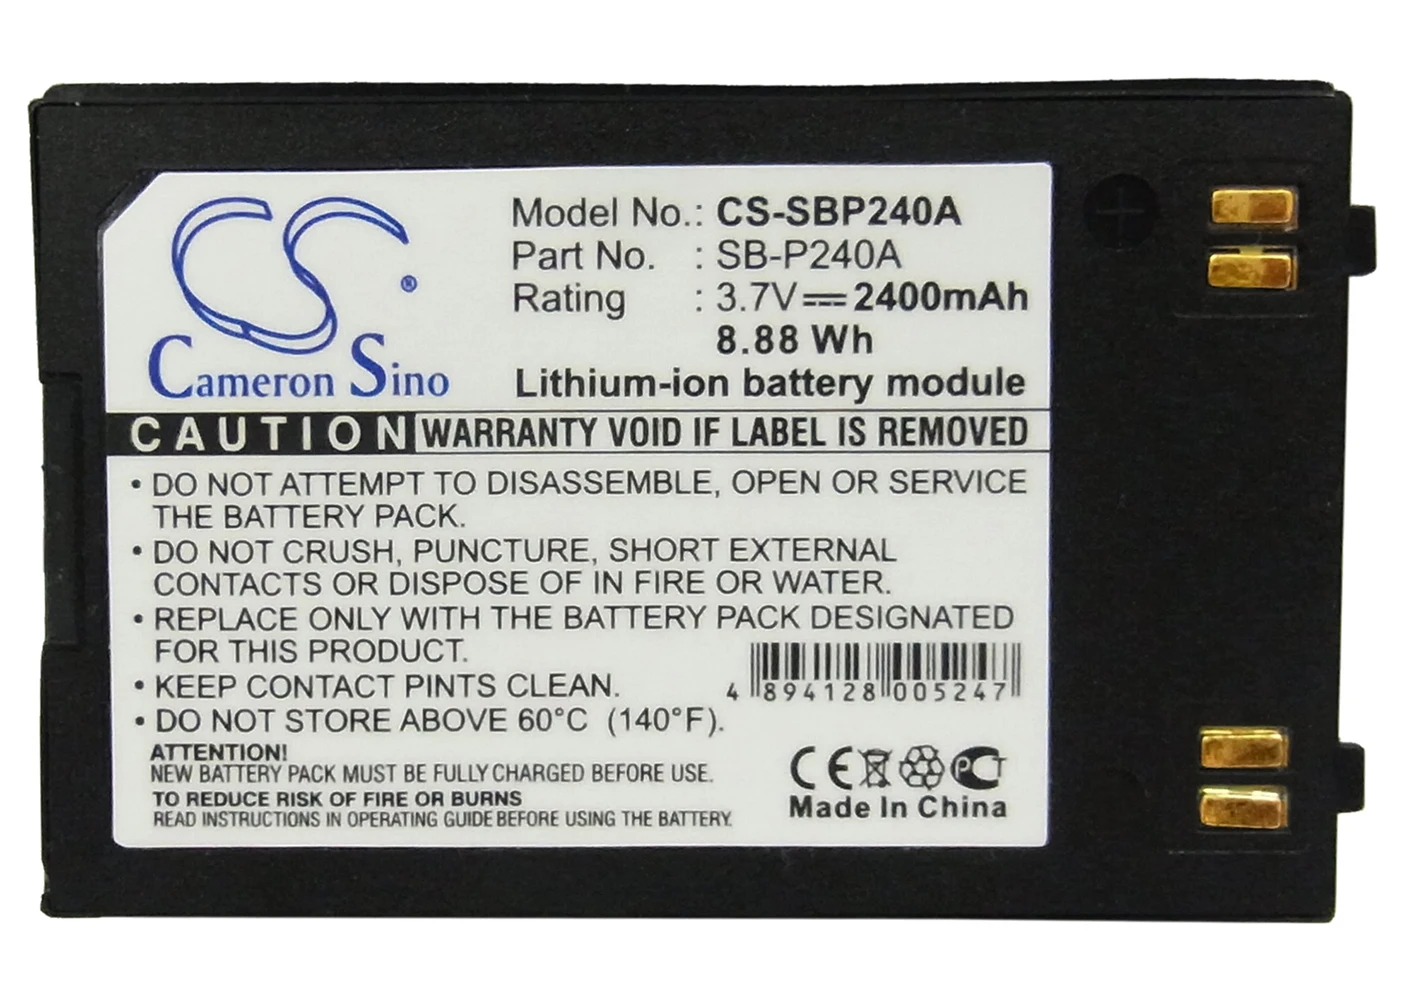 CS ®
Cameron Sino
Model No.: CS-SBP240A
Part No. : SB-P240A
Rating : 3.7V⎓2400mAh
8.88 Wh
Lithium-ion battery module
CAUTION WARRANTY VOID IF LABEL IS REMOVED
• DO NOT ATTEMPT TO DISASSEMBLE, OPEN OR SERVICE
THE BATTERY PACK.
• DO NOT CRUSH, PUNCTURE, SHORT EXTERNAL
CONTACTS OR DISPOSE OF IN FIRE OR WATER.
• REPLACE ONLY WITH THE BATTERY PACK DESIGNATED
FOR THIS PRODUCT.
• KEEP CONTACT PINTS CLEAN.
• DO NOT STORE ABOVE 60°C (140°F).
4 894128 005247
ATTENTION!
NEW BATTERY PACK MUST BE FULLY CHARGED BEFORE USE.
TO REDUCE RISK OF FIRE OR BURNS
READ INSTRUCTIONS IN OPERATING GUIDE BEFORE USING THE BATTERY.
CE PCT
Made In China
+